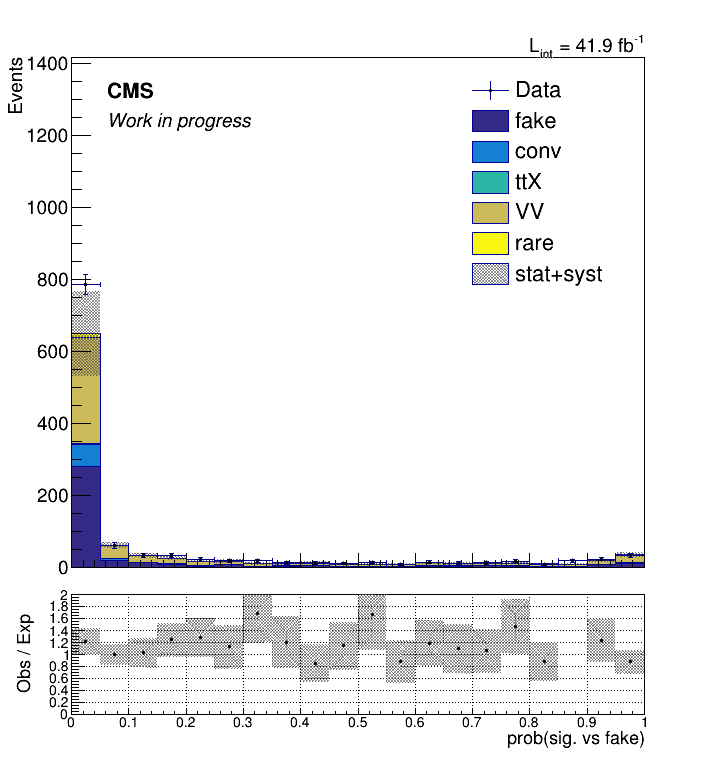 L_int = 41.9 fb^-1
Events
1400
1200
1000
800
600
400
200
0
CMS
Work in progress
Data
fake
conv
ttX
VV
rare
stat+syst
Obs / Exp
2
1.8
1.6
1.4
1.2
1
0.8
0.6
0.4
0.2
0
0 0.1 0.2 0.3 0.4 0.5 0.6 0.7 0.8 0.9 1
prob(sig. vs fake)